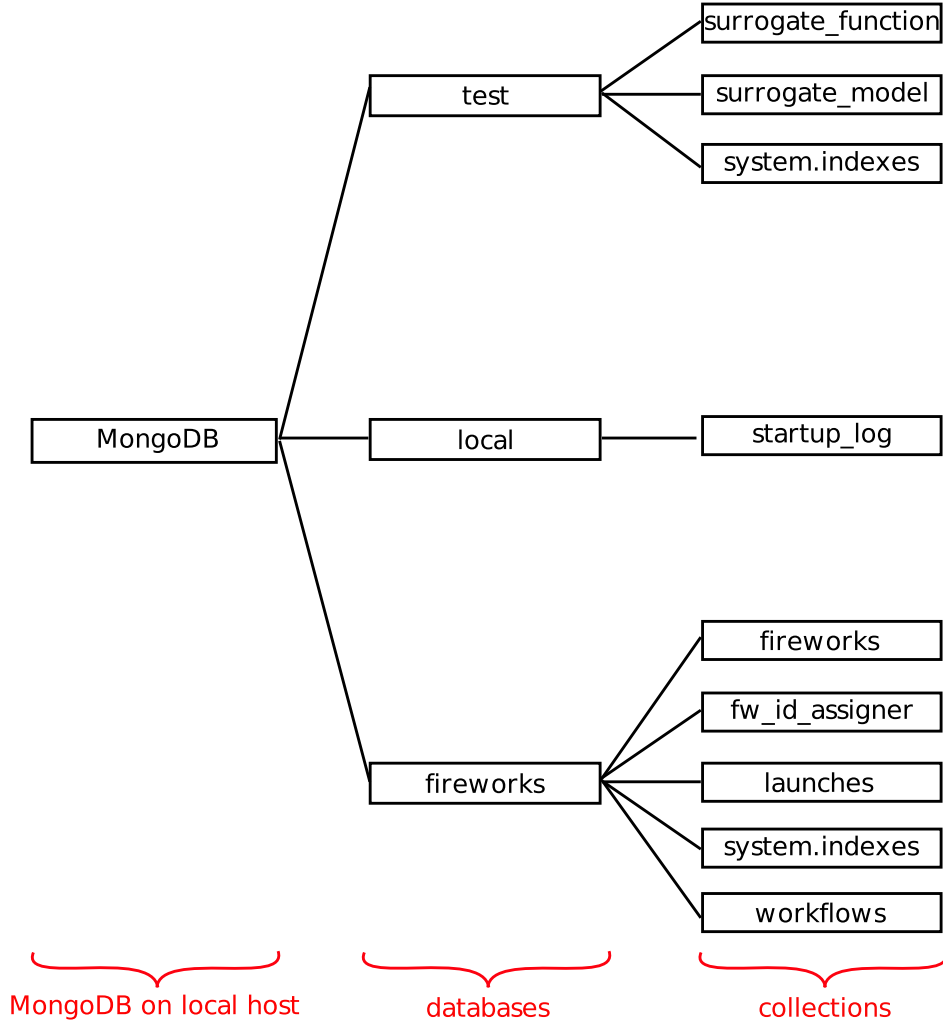 surrogate_function
test
surrogate_model
system.indexes
MongoDB
local
startup_log
fireworks
fw_id_assigner
fireworks
launches
system.indexes
workflows
MongoDB on local host
databases
collections